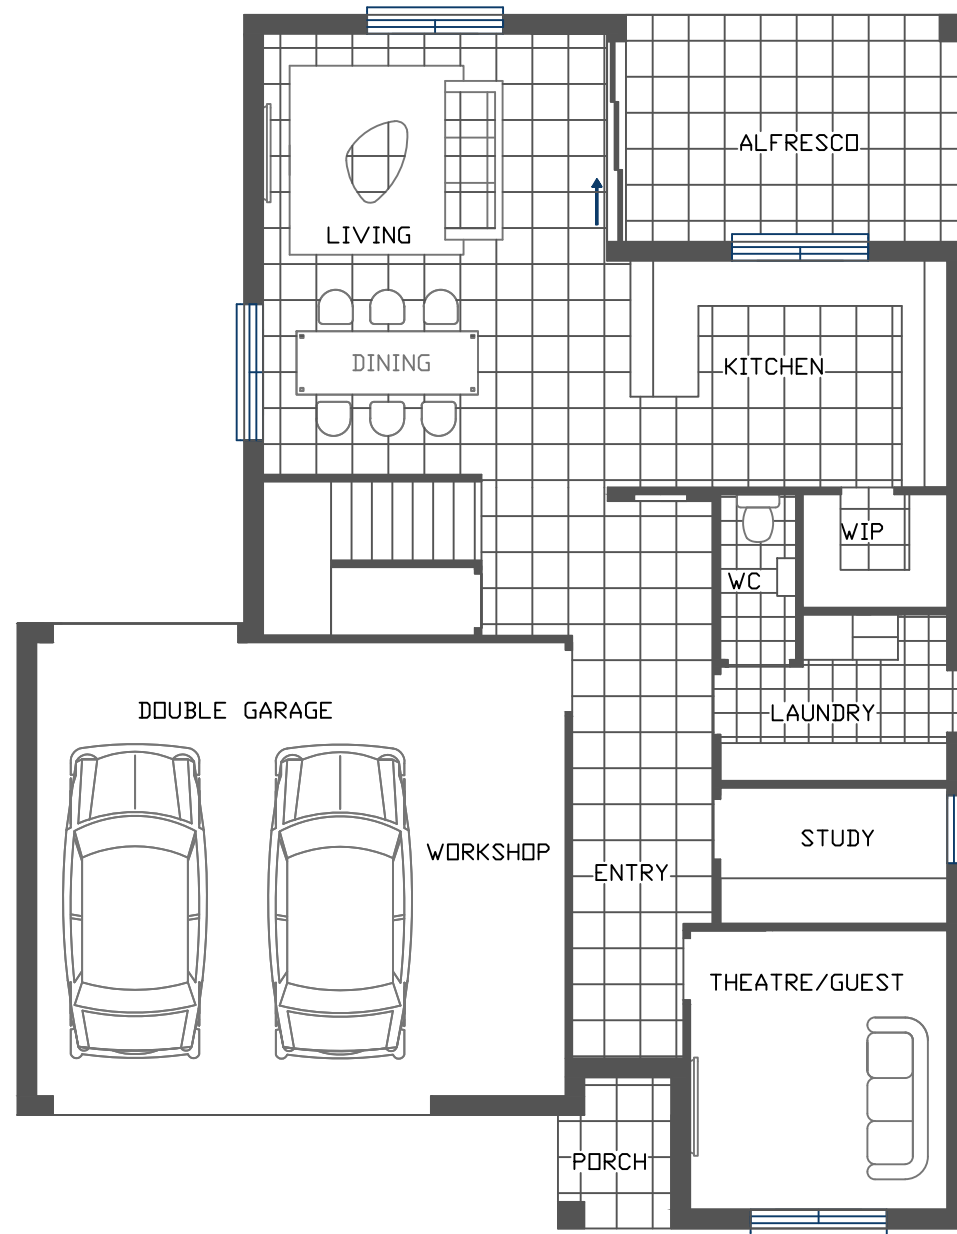 ALFRESCO
LIVING
DINING
KITCHEN
WIP
WC
DOUBLE GARAGE
LAUNDRY
STUDY
WORKSHOP
ENTRY
THEATRE/GUEST
PORCH